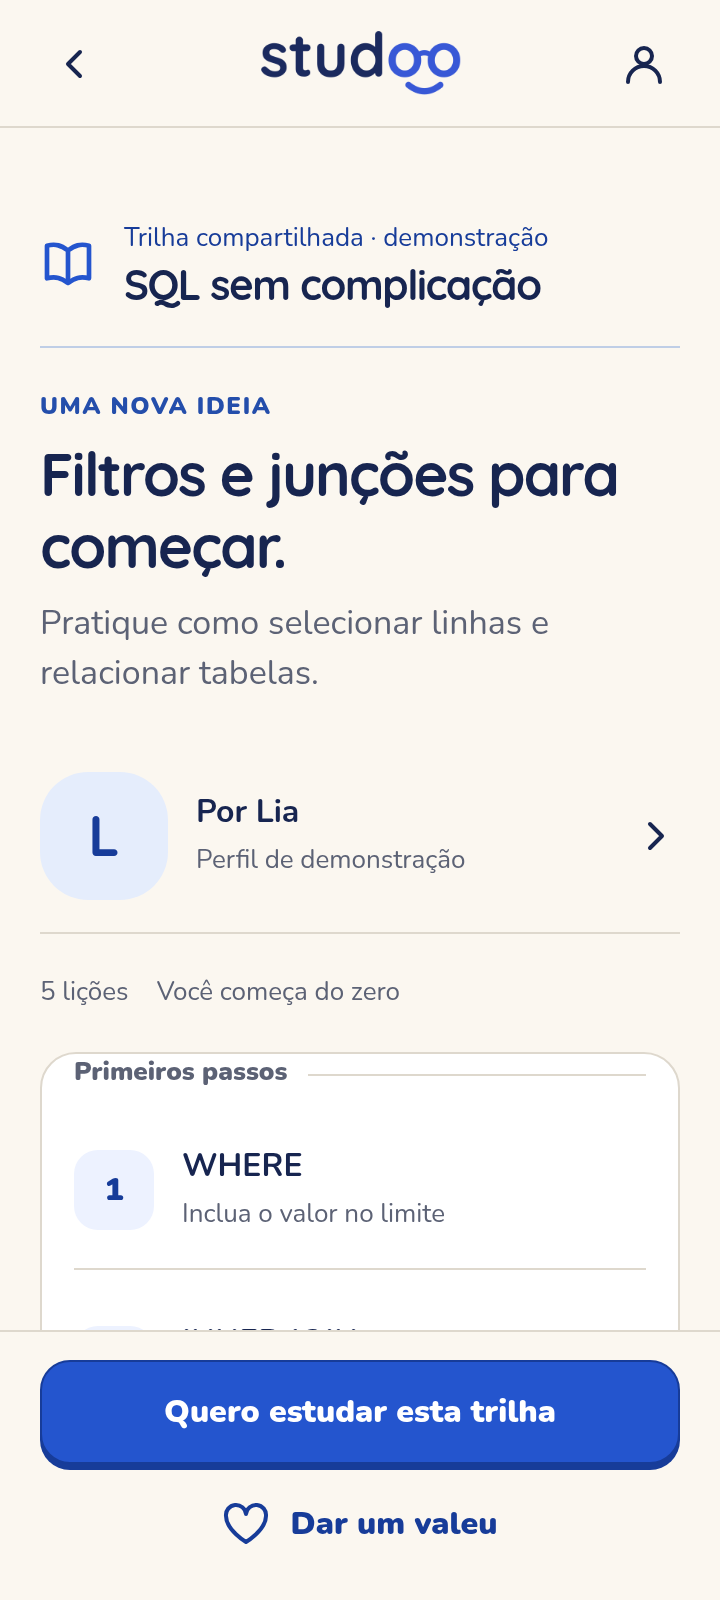 studoo
Trilha compartilhada · demonstração
SQL sem complicação
UMA NOVA IDEIA
Filtros e junções para
começar.
Pratique como selecionar linhas e
relacionar tabelas.
L
Por Lia
Perfil de demonstração
5 lições Você começa do zero
Primeiros passos
1
WHERE
Inclua o valor no limite
Quero estudar esta trilha
Dar um valeu